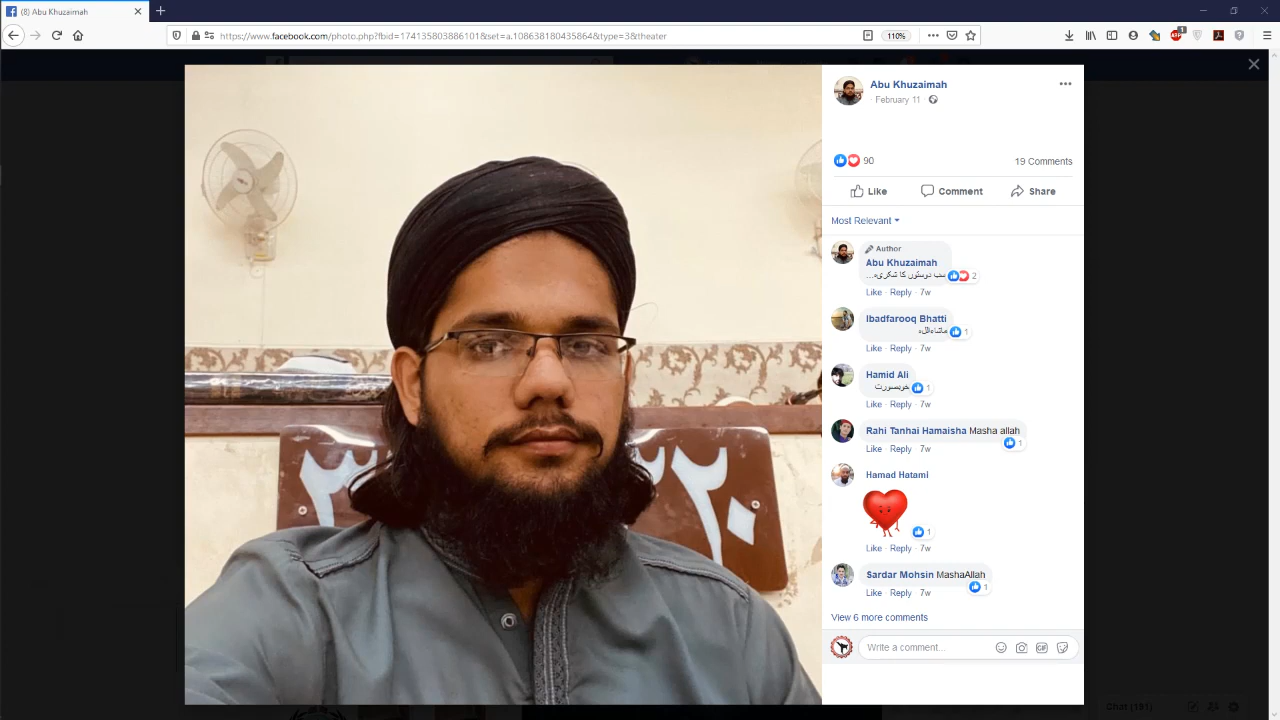 (8) Abu Khuzaimah
https://www.facebook.com/photo.php?fbid=174135803886101&set=a.108638180435864&type=3&theater
110%
1
ABP
Abu Khuzaimah
February 11
90
19 Comments
Like Comment Share
Most Relevant
Author
Abu Khuzaimah
سب دوستوں کا شکریہ...
2
Like · Reply · 7w
Ibadfarooq Bhatti
ماشاءاللہ
1
Like · Reply · 7w
Hamid Ali
خوبصورت
1
Like · Reply · 7w
Rahi Tanhai Hamaisha Masha allah
1
Like · Reply · 7w
Hamad Hatami
1
Like · Reply · 7w
Sardar Mohsin MashaAllah
1
Like · Reply · 7w
View 6 more comments
Write a comment...
GIF
Chat (191)